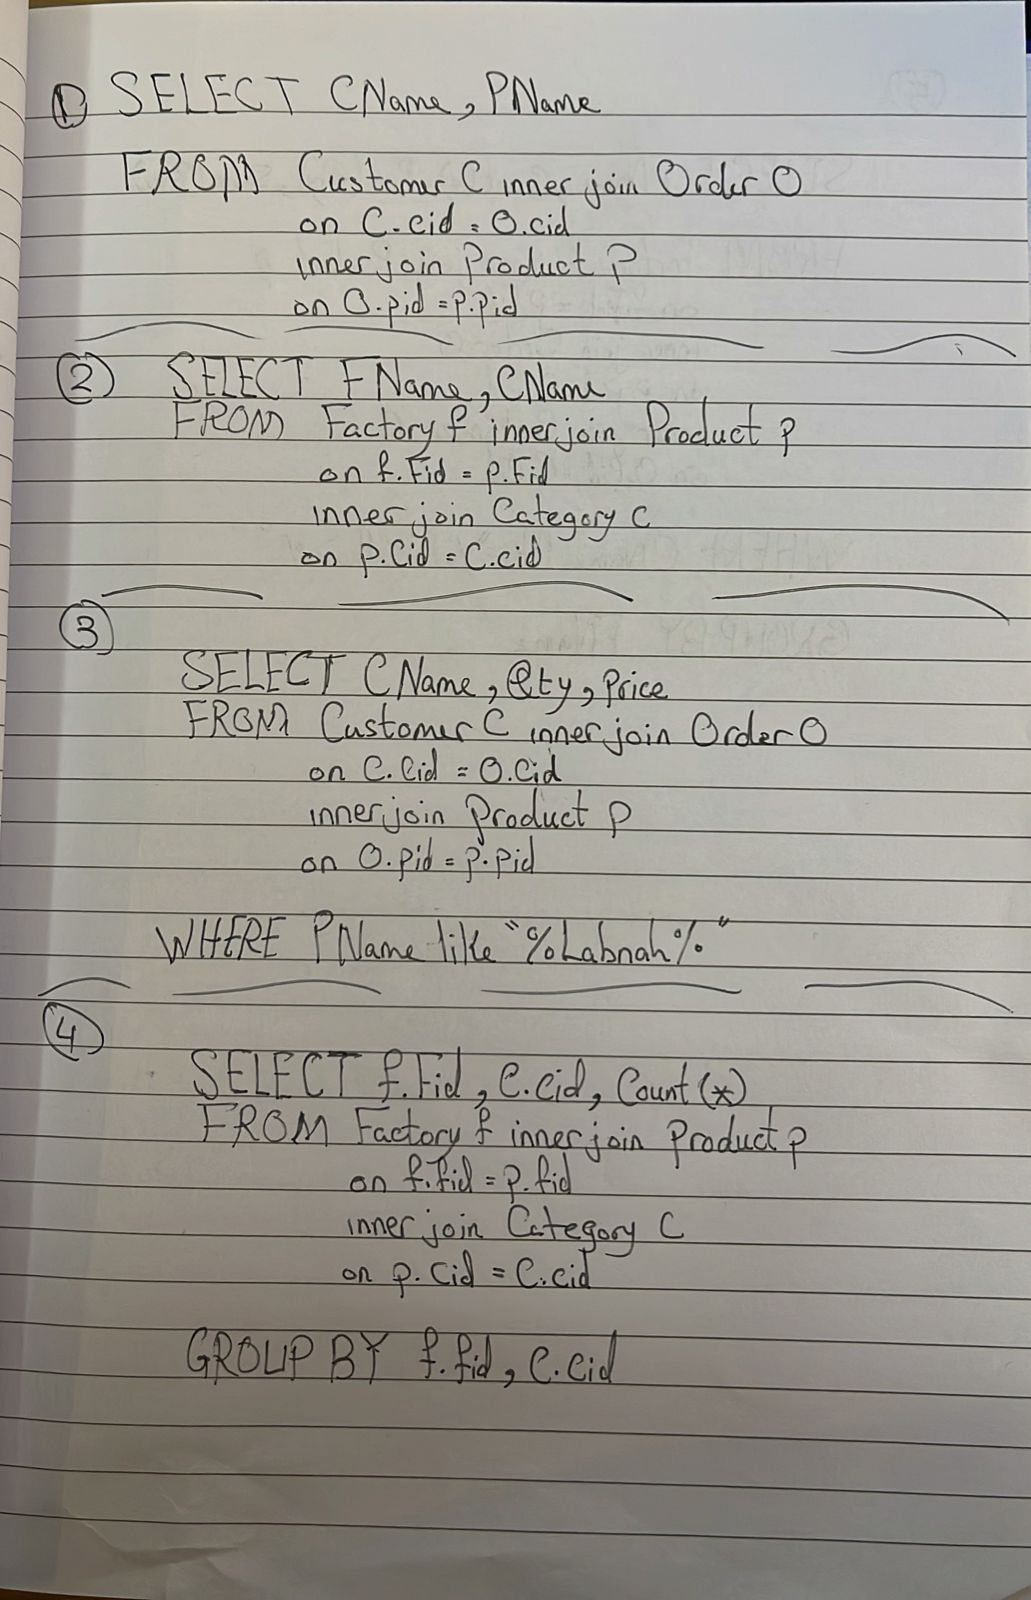 ① SELECT CName, PName
FROM Customer C inner join Order O
on C.cid = O.cid
inner join Product P
on O.pid = p.pid
② SELECT FName, CName
FROM Factory f inner join Product p
on f.Fid = p.Fid
inner join Category C
on p.Cid = C.cid
③
SELECT CName, Qty, Price
FROM Customer C inner join Order O
on C.Cid = O.Cid
inner join Product p
on O.pid = p.pid
WHERE PName like "%Labnah%"
④
SELECT f.Fid, C.cid, Count(*)
FROM Factory f inner join Product p
on f.fid = p.fid
inner join Category C
on p.Cid = C.cid
GROUP BY f.fid, C.cid